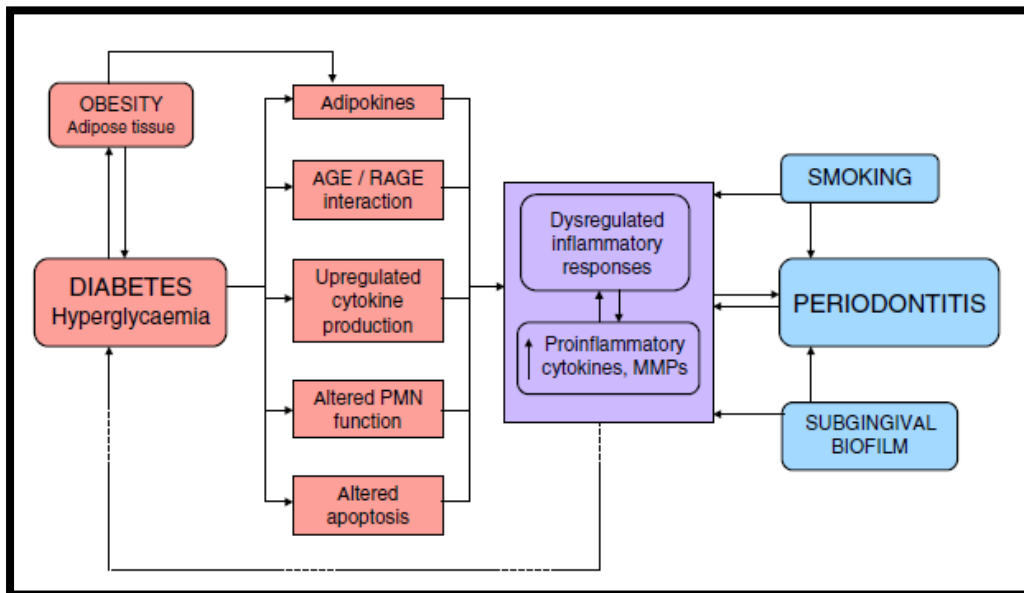 OBESITY
Adipose tissue
DIABETES
Hyperglycaemia
Adipokines
AGE / RAGE
interaction
Upregulated
cytokine
production
Altered PMN
function
Altered
apoptosis
Dysregulated
inflammatory
responses
Proinflammatory
cytokines, MMPs
SMOKING
PERIODONTITIS
SUBGINGIVAL
BIOFILM